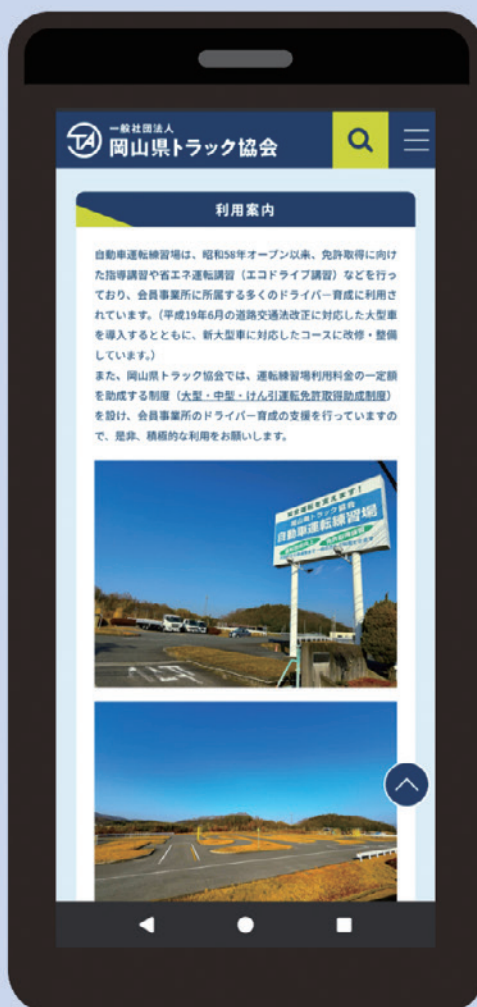 一般社団法人
岡山県トラック協会
利用案内
自動車運転練習場は、昭和58年オープン以来、免許取得に向け
た指導講習や省エネ運転講習（エコドライブ講習）などを行っ
ており、会員事業所に所属する多くのドライバー育成に利用さ
れています。（平成19年6月の道路交通法改正に対応した大型車
を導入するとともに、新大型車に対応したコースに改修・整備
しています。）
また、岡山県トラック協会では、運転練習場利用料金の一定額
を助成する制度（大型・中型・けん引運転免許取得助成制度）
を設け、会員事業所のドライバー育成の支援を行っていますの
で、是非、積極的な利用をお願いします。
岡山県トラック協会
自動車運転練習場